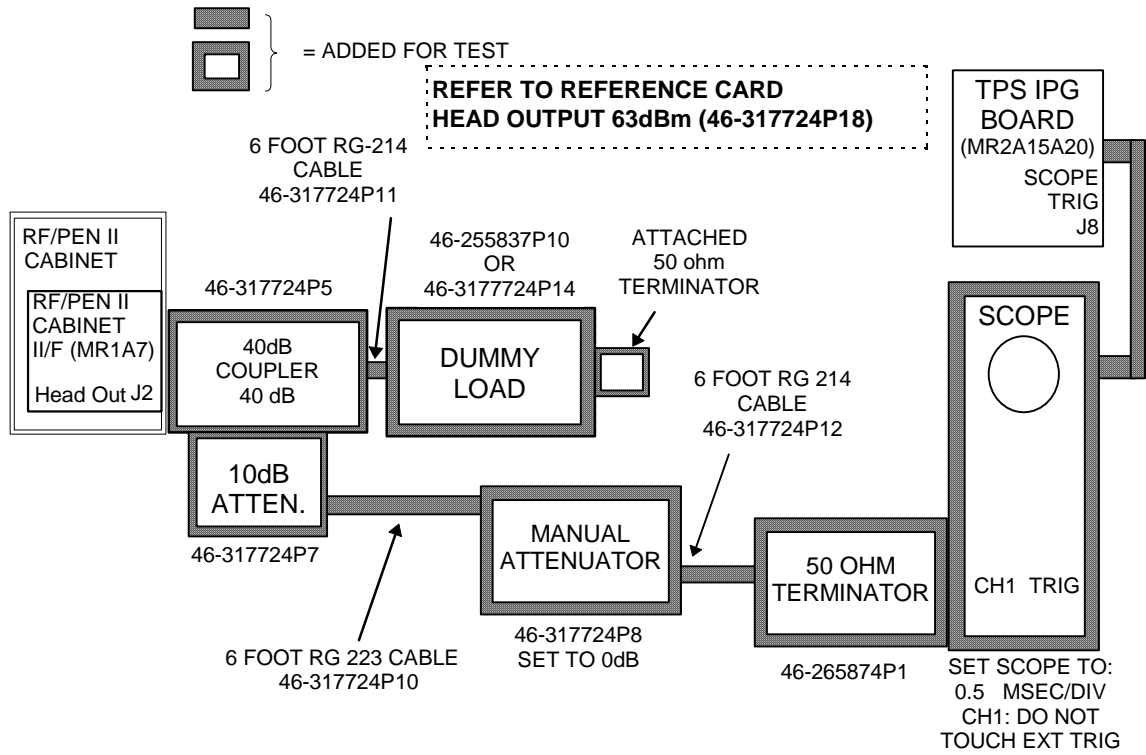 = ADDED FOR TEST
REFER TO REFERENCE CARD
HEAD OUTPUT 63dBm (46-317724P18)
TPS IPG
BOARD
(MR2A15A20)
SCOPE
TRIG
J8
6 FOOT RG-214
CABLE
46-317724P11
RF/PEN II
CABINET
RF/PEN II
CABINET
II/F (MR1A7)
Head Out J2
46-317724P5
40dB
COUPLER
40 dB
46-255837P10
OR
46-3177724P14
DUMMY
LOAD
ATTACHED
50 ohm
TERMINATOR
SCOPE
CH1 TRIG
6 FOOT RG 214
CABLE
46-317724P12
10dB
ATTEN.
46-317724P7
MANUAL
ATTENUATOR
46-317724P8
SET TO 0dB
50 OHM
TERMINATOR
46-265874P1
6 FOOT RG 223 CABLE
46-317724P10
SET SCOPE TO:
0.5 MSEC/DIV
CH1: DO NOT
TOUCH EXT TRIG